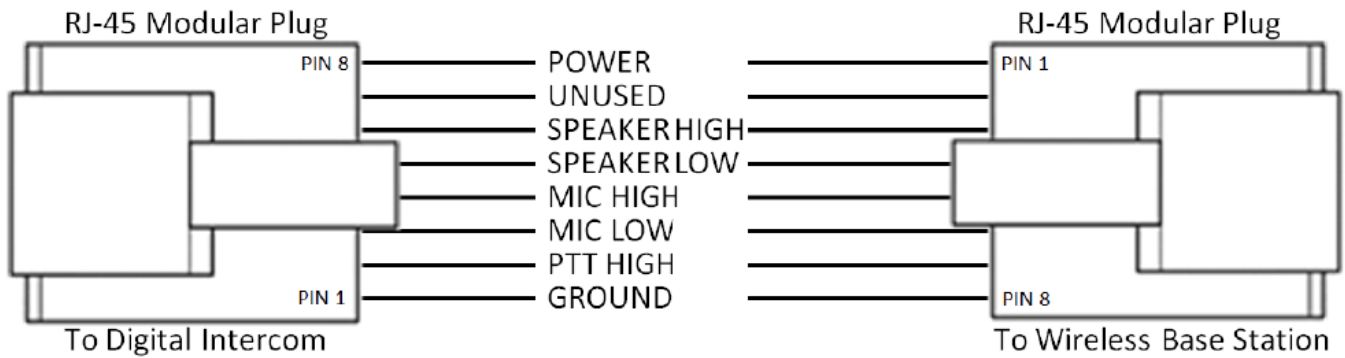 RJ-45 Modular Plug
RJ-45 Modular Plug
PIN 8
POWER
PIN 1
UNUSED
SPEAKER HIGH
SPEAKER LOW
MIC HIGH
MIC LOW
PTT HIGH
PIN 1
GROUND
PIN 8
To Digital Intercom
To Wireless Base Station